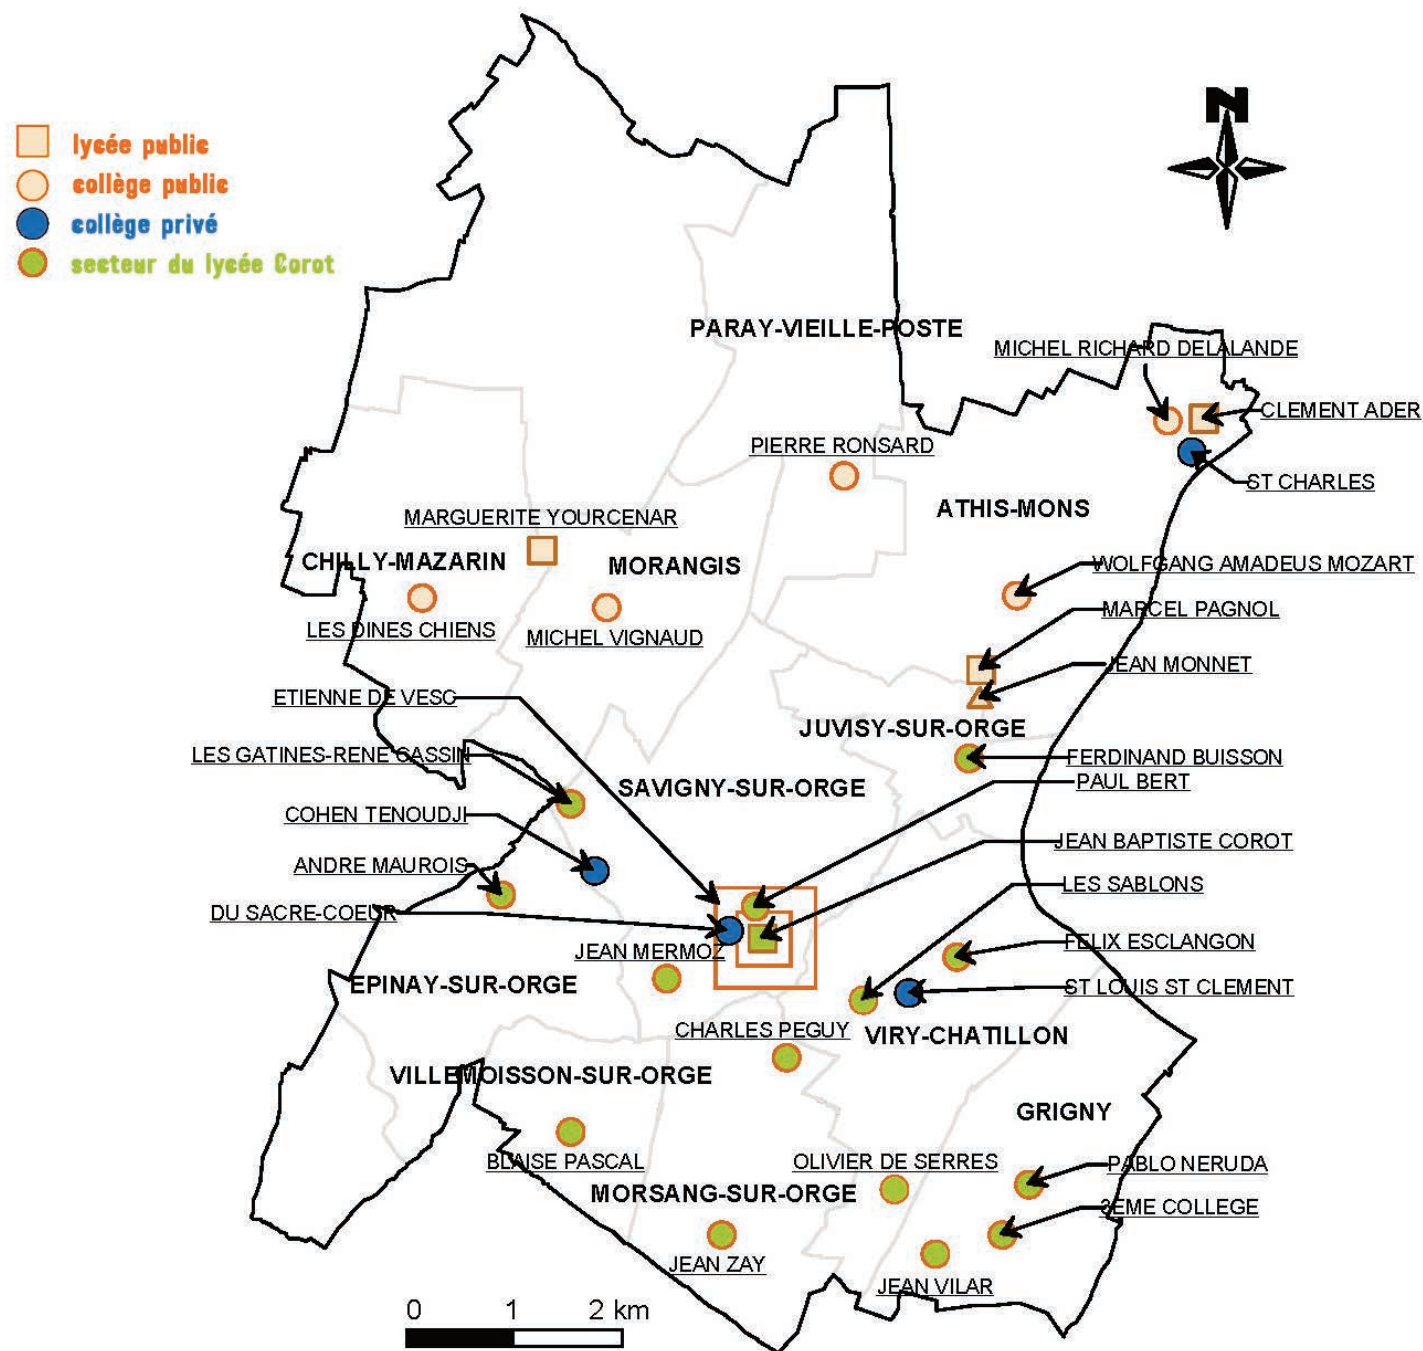 N
lycée public
collège public
collège privé
secteur du lycée Corot
PARAY-VIEILLE-POSTE
MICHEL RICHARD DELALANDE
CLEMENT ADER
PIERRE RONSARD
ST CHARLES
ATHIS-MONS
MARGUERITE YOURCENAR
CHILLY-MAZARIN
MORANGIS
WOLFGANG AMADEUS MOZART
MARCEL PAGNOL
LES DINES CHIENS
MICHEL VIGNAUD
JEAN MONNET
ETIENNE DE VESC
JUVISY-SUR-ORGE
LES GATINES-RENE CASSIN
FERDINAND BUISSON
SAVIGNY-SUR-ORGE
PAUL BERT
COHEN TENOUDJI
JEAN BAPTISTE COROT
ANDRE MAUROIS
LES SABLONS
DU SACRE-COEUR
JEAN MERMOZ
FELIX ESCLANGON
EPINAY-SUR-ORGE
ST LOUIS ST CLEMENT
CHARLES PEGUY
VIRY-CHATILLON
VILLEMOISSON-SUR-ORGE
GRIGNY
BLAISE PASCAL
OLIVIER DE SERRES
PABLO NERUDA
MORSANG-SUR-ORGE
3EME COLLEGE
JEAN ZAY
JEAN VILAR
0 1 2 km